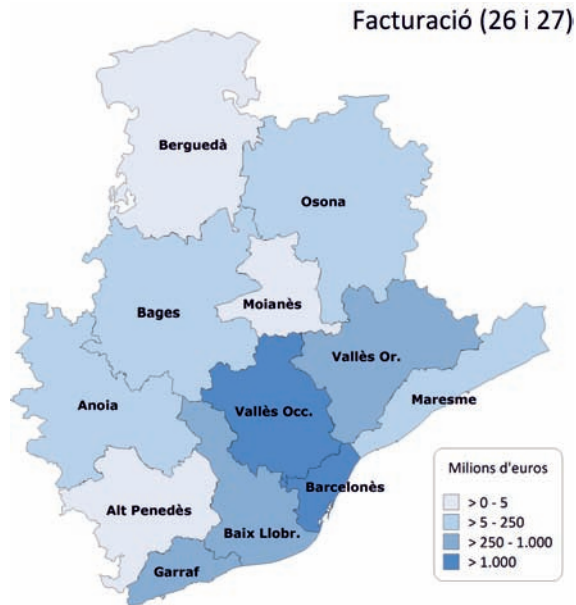 Facturació (26 i 27)
Berguedà
Osona
Bages
Moianès
Vallès Or.
Anoia
Vallès Occ.
Maresme
Alt Penedès
Barcelonès
Baix Llobr.
Garraf
Milions d'euros
> 0 - 5
> 5 - 250
> 250 - 1.000
> 1.000